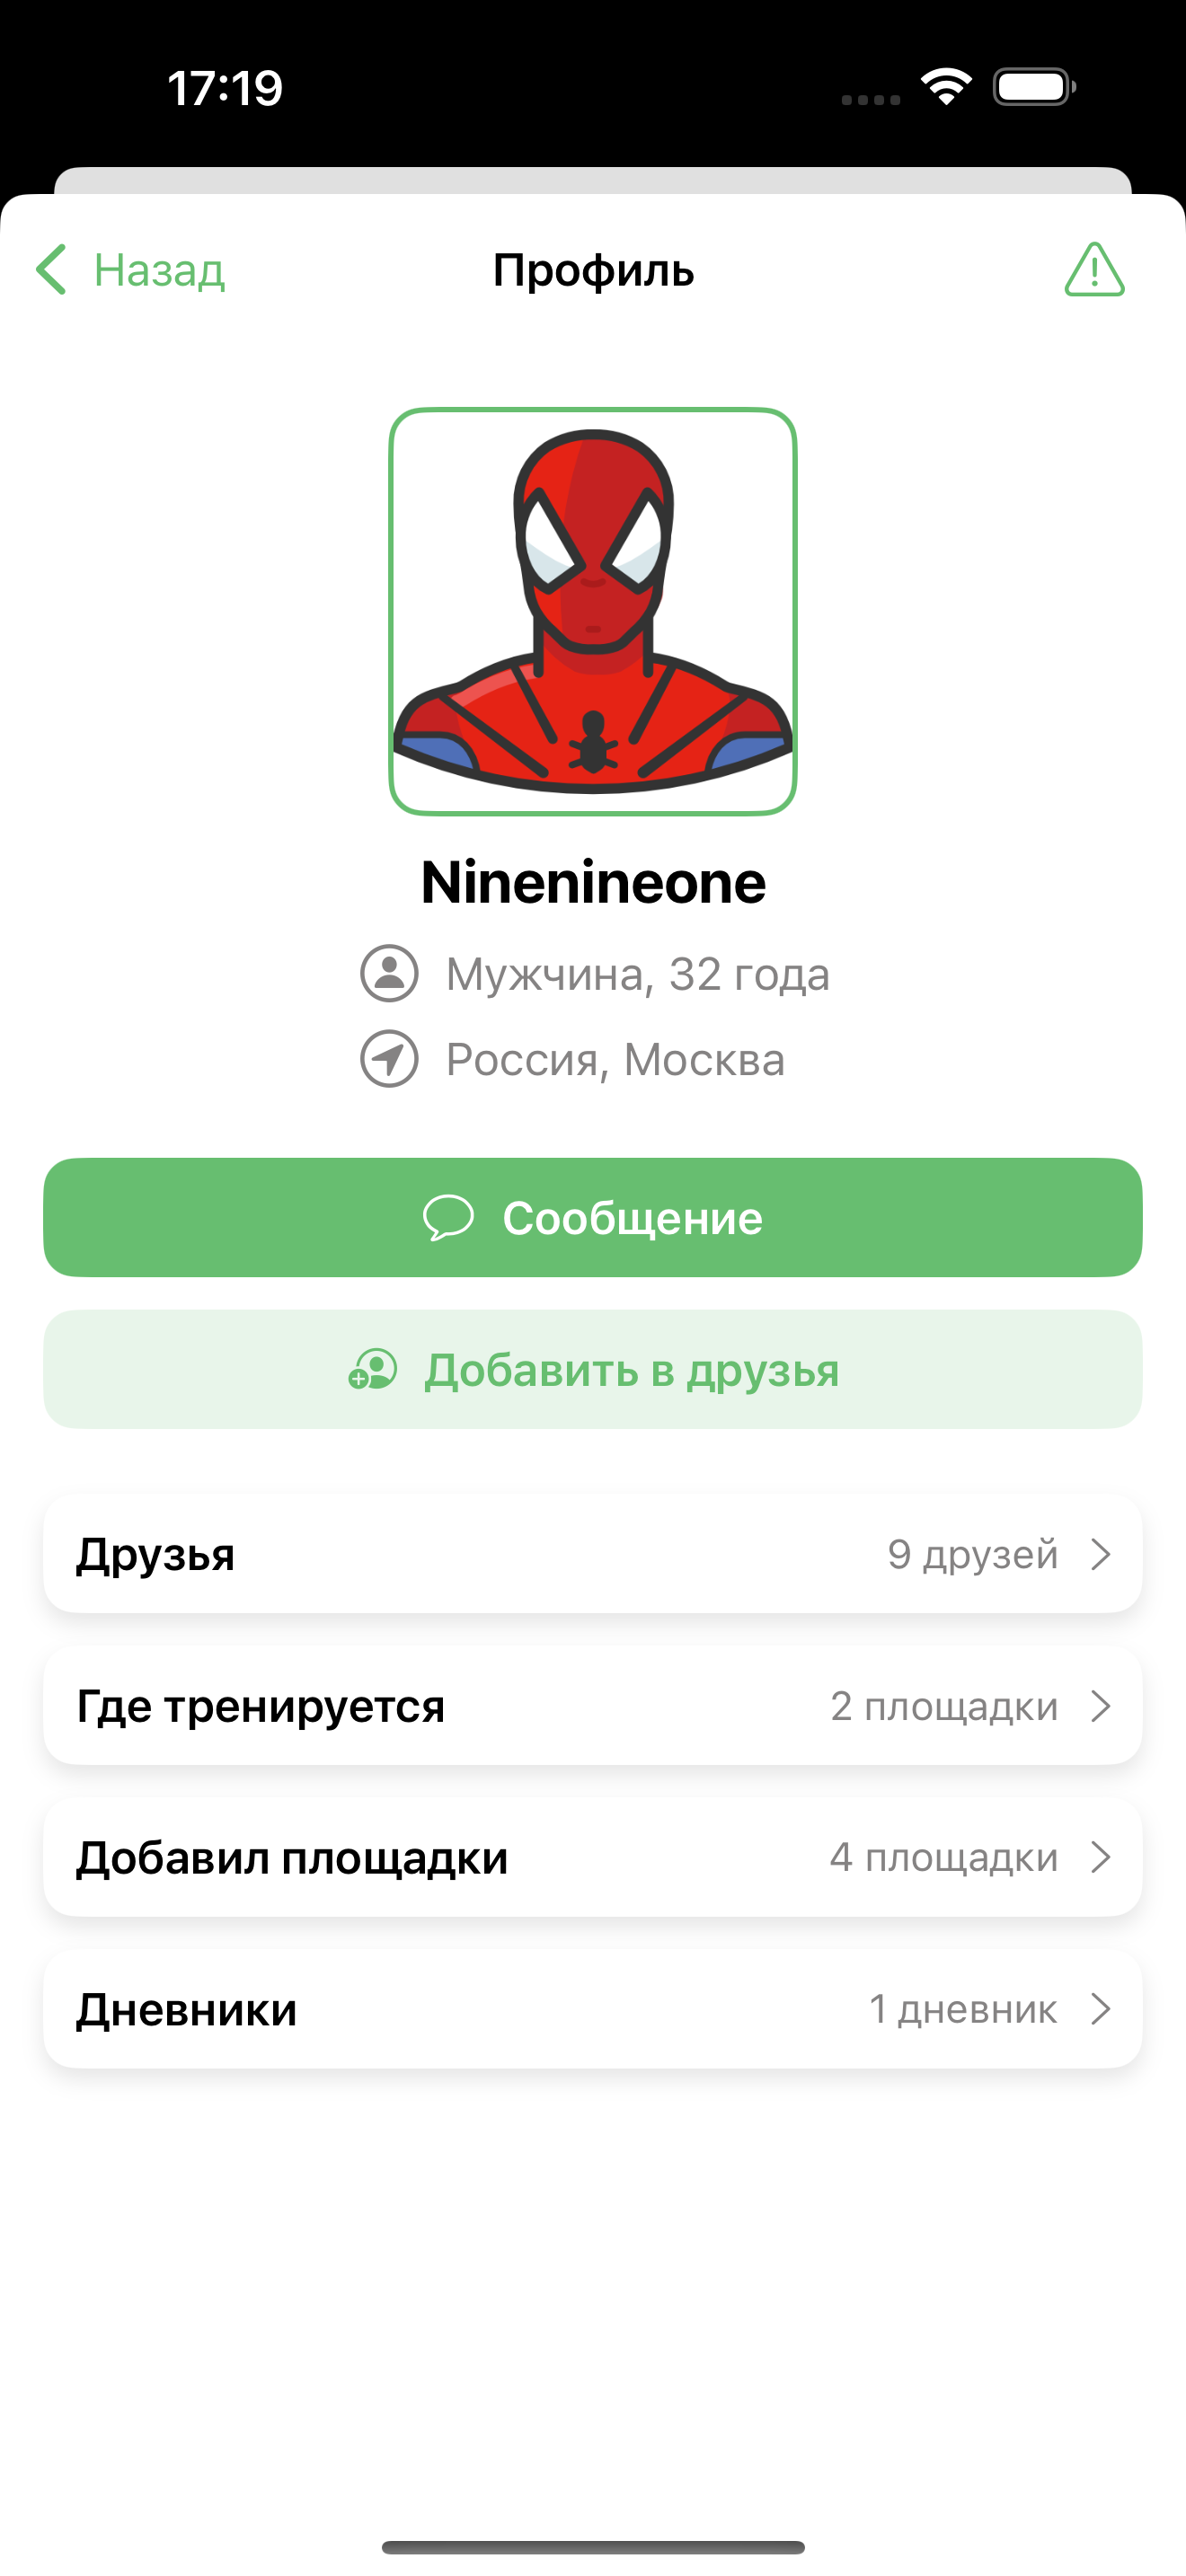 17:19
Назад
Профиль
Ninenineone
Мужчина, 32 года
Россия, Москва
Сообщение
Добавить в друзья
Друзья
9 друзей
Где тренируется
2 площадки
Добавил площадки
4 площадки
Дневники
1 дневник